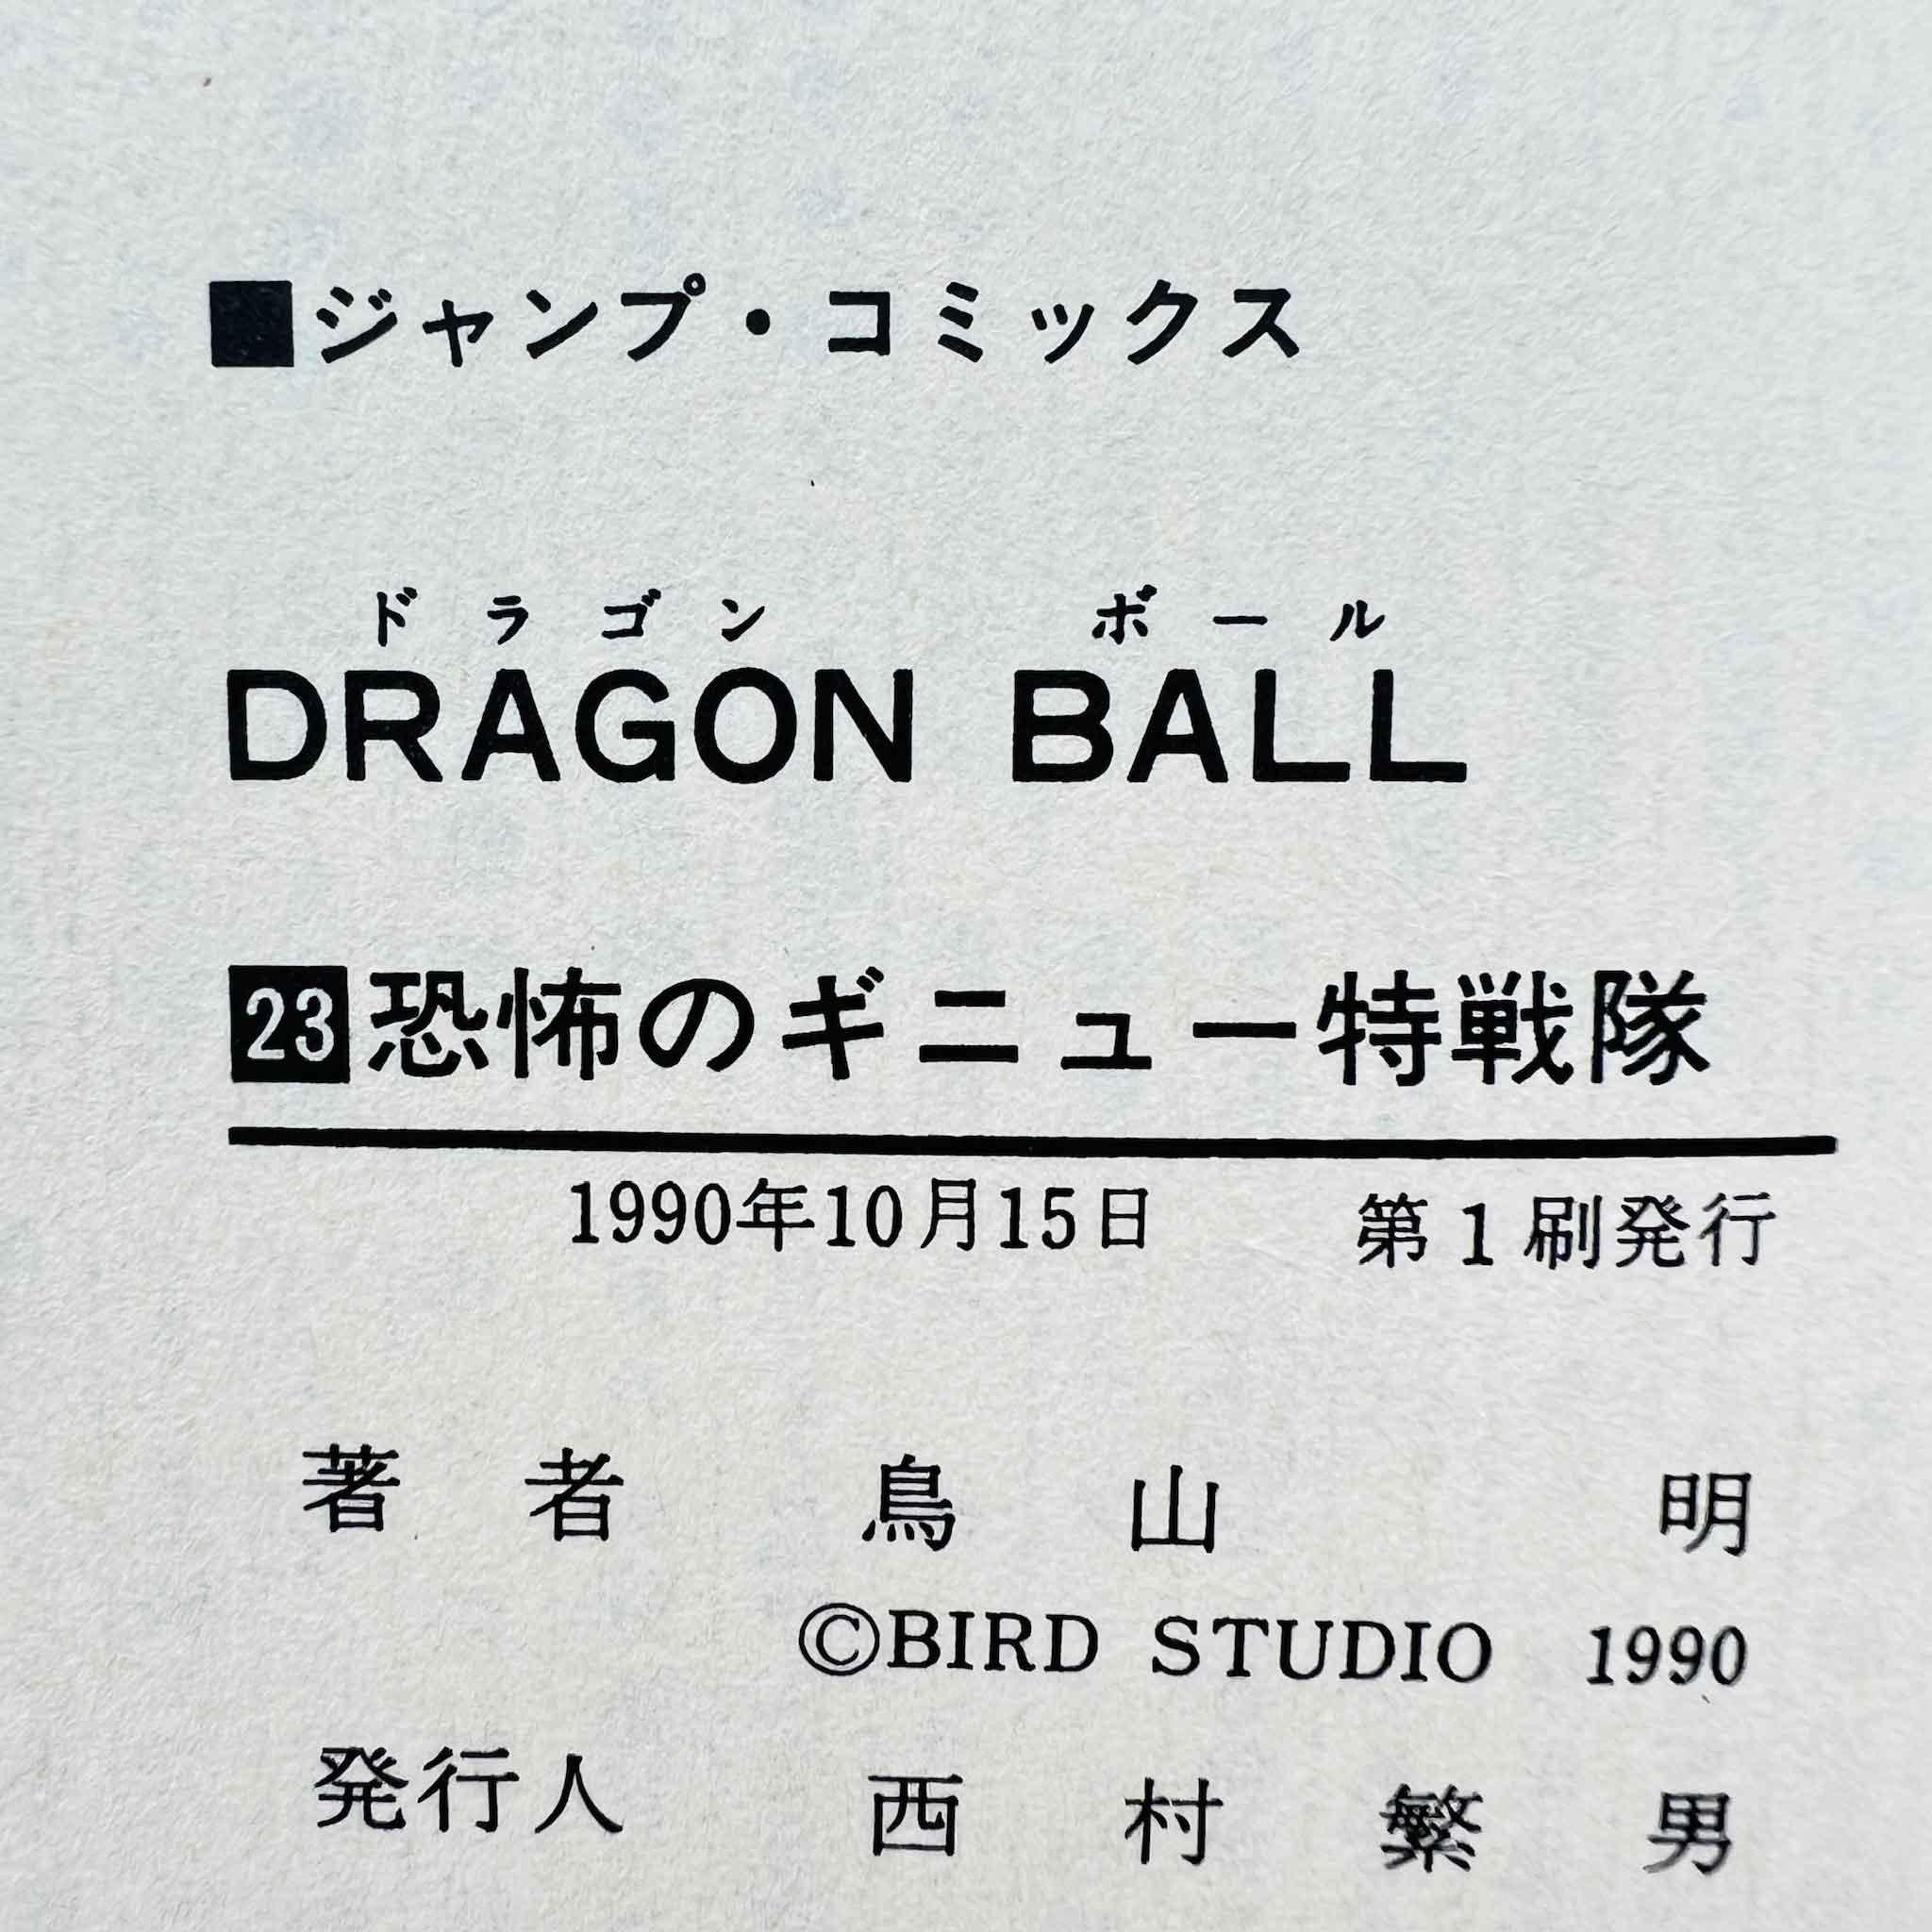 ■ジャンプ・コミックス
ドラゴン ボール
DRAGON BALL
23恐怖のギニュー特戦隊
1990年10月15日 第1刷発行
著者 鳥山明
©BIRD STUDIO 1990
発行人 西村繁男